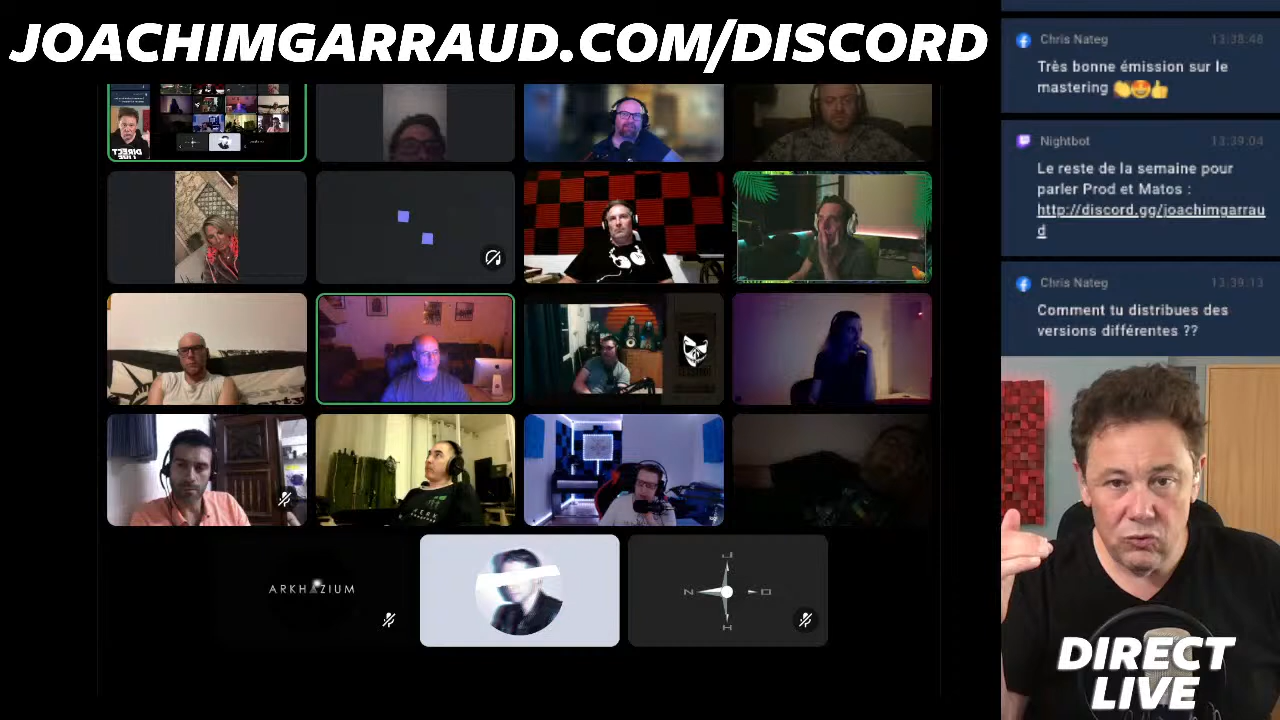 JOACHIMGARRAUD.COM/DISCORD
Chris Nateg 13:38:48
Très bonne émission sur le
mastering 👏🤩👍
Nightbot 13:39:04
Le reste de la semaine pour
parler Prod et Matos :
http://discord.gg/joachimgarrau
d
Chris Nateg 13:39:13
Comment tu distribues des
versions différentes ??
ARKHAZIUM
J
N O
H
DIRECT
LIVE